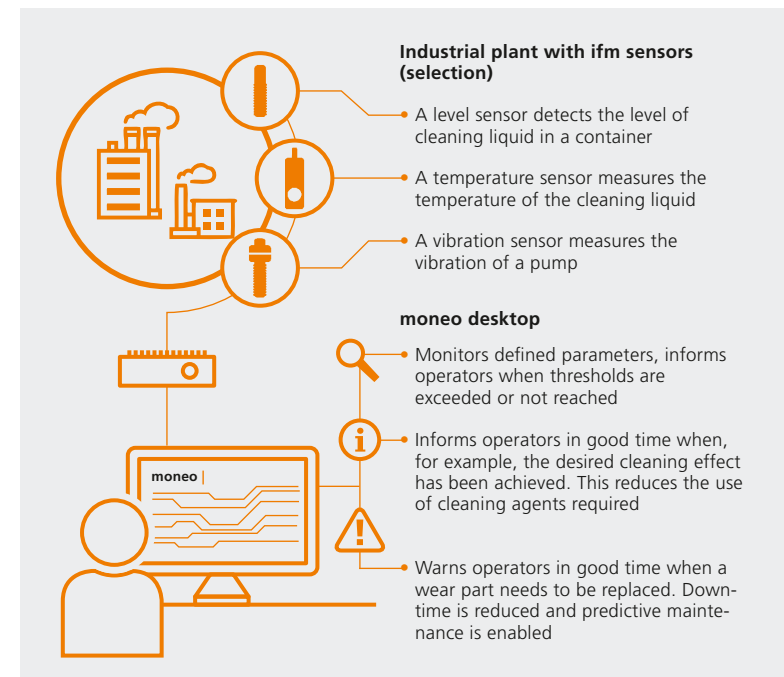 Industrial plant with ifm sensors
(selection)
A level sensor detects the level of
cleaning liquid in a container
A temperature sensor measures the
temperature of the cleaning liquid
A vibration sensor measures the
vibration of a pump
moneo desktop
Monitors defined parameters, informs
operators when thresholds are
exceeded or not reached
i
Informs operators in good time when,
for example, the desired cleaning effect
has been achieved. This reduces the use
of cleaning agents required
moneo |
!
Warns operators in good time when a
wear part needs to be replaced. Down-
time is reduced and predictive mainte-
nance is enabled